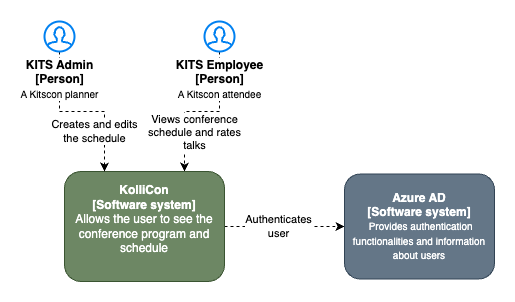 KITS Admin
[Person]
A Kitscon planner
KITS Employee
[Person]
A Kitscon attendee
Creates and edits
the schedule
Views conference
schedule and rates
talks
KolliCon
[Software system]
Allows the user to see the
conference program and
schedule
Authenticates
user
Azure AD
[Software system]
Provides authentication
functionalities and information
about users